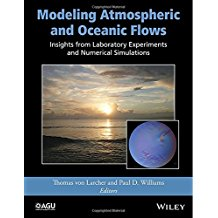 Modeling Atmospheric
and Oceanic Flows
Insights from Laboratory Experiments
and Numerical Simulations
Thomas von Larcher and Paul D. Williams
Editors
AGU
WILEY